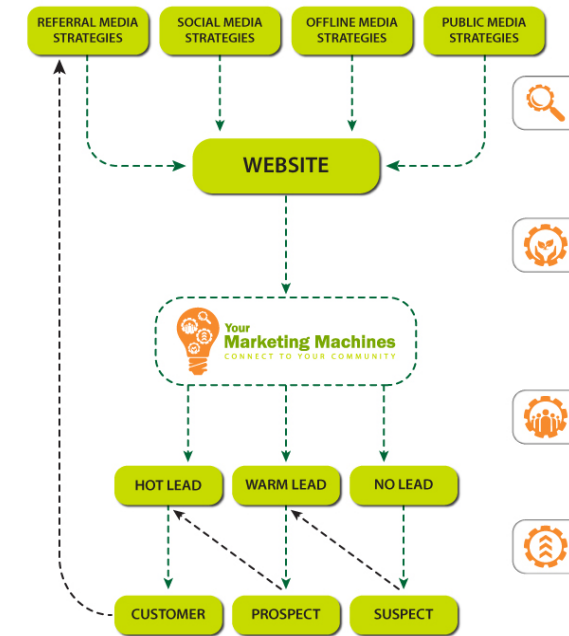 REFERRAL MEDIA
STRATEGIES
SOCIAL MEDIA
STRATEGIES
OFFLINE MEDIA
STRATEGIES
PUBLIC MEDIA
STRATEGIES
WEBSITE
Your
Marketing Machines
CONNECT TO YOUR COMMUNITY
HOT LEAD
WARM LEAD
NO LEAD
CUSTOMER
PROSPECT
SUSPECT